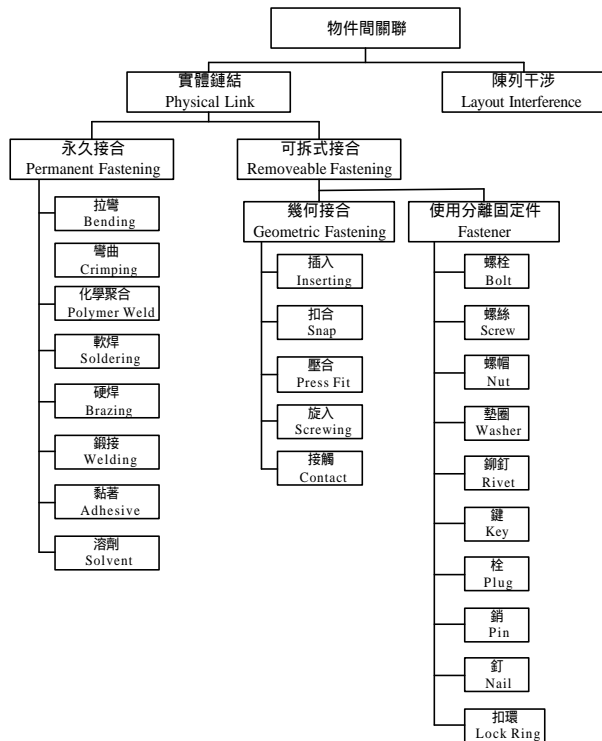 物件間關聯
實體鏈結
Physical Link
陳列干涉
Layout Interference
永久接合
Permanent Fastening
可拆式接合
Removeable Fastening
拉彎
Bending
彎曲
Crimping
化學聚合
Polymer Weld
軟焊
Soldering
硬焊
Brazing
鍛接
Welding
黏著
Adhesive
溶劑
Solvent
幾何接合
Geometric Fastening
插入
Inserting
扣合
Snap
壓合
Press Fit
旋入
Screwing
接觸
Contact
使用分離固定件
Fastener
螺栓
Bolt
螺絲
Screw
螺帽
Nut
墊圈
Washer
鉚釘
Rivet
鍵
Key
栓
Plug
銷
Pin
釘
Nail
扣環
Lock Ring